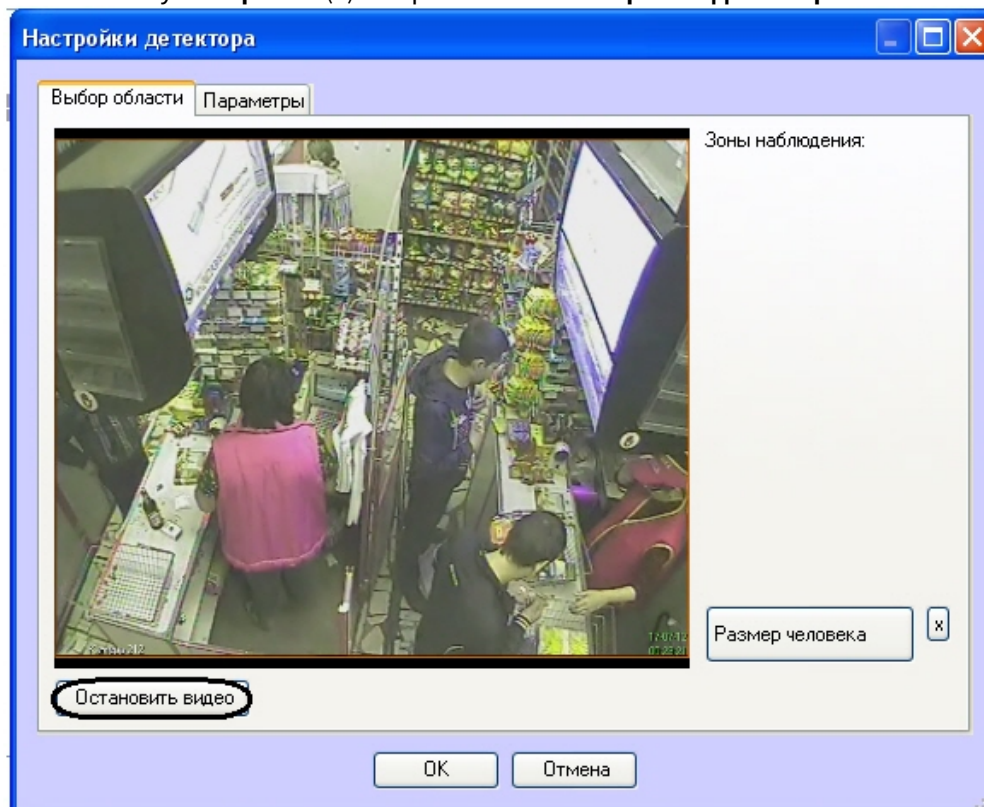 Настройки детектора
Выбор области Параметры
Зоны наблюдения:
Размер человека x
Остановить видео
OK Отмена